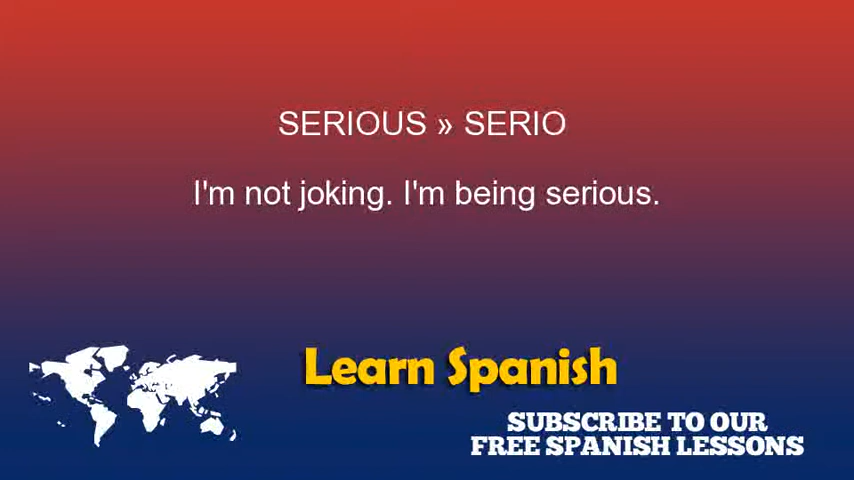 SERIOUS » SERIO
I'm not joking. I'm being serious.
Learn Spanish
SUBSCRIBE TO OUR
FREE SPANISH LESSONS